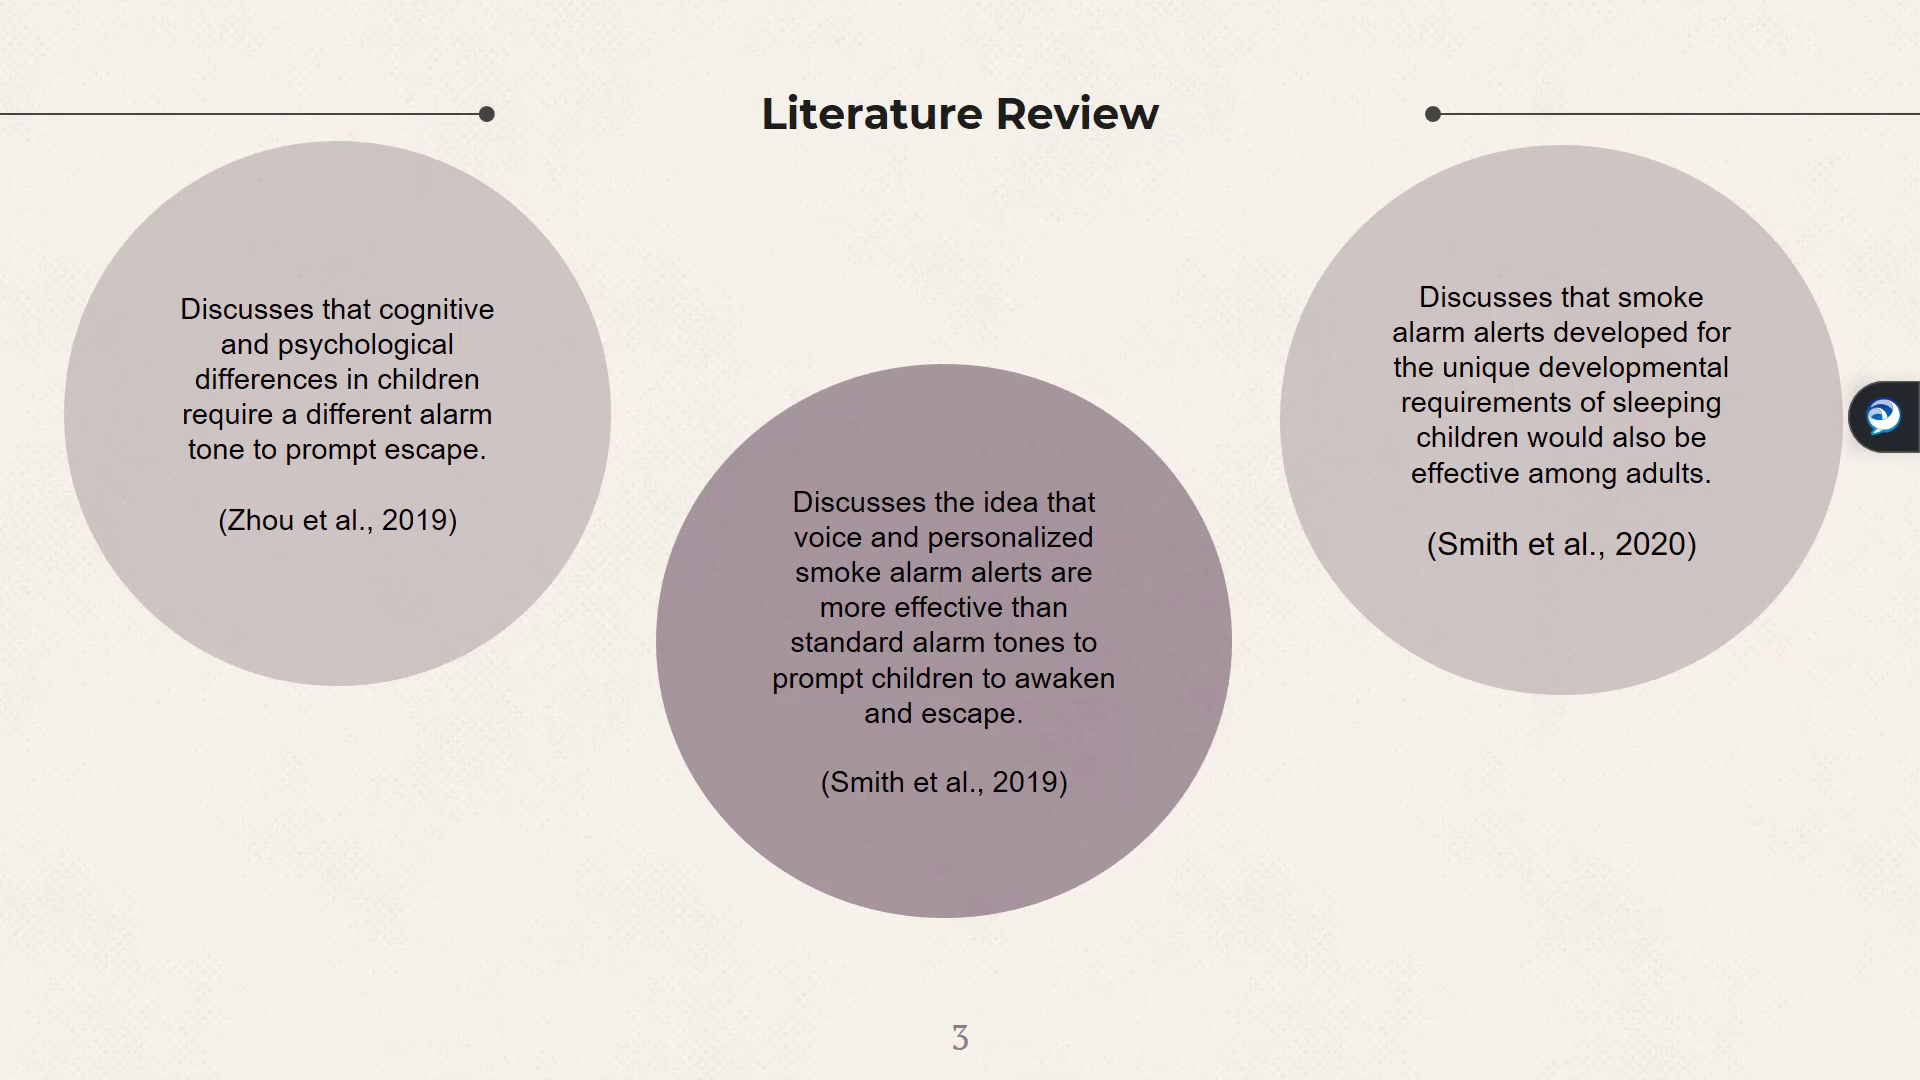 Literature Review
Discusses that cognitive
and psychological
differences in children
require a different alarm
tone to prompt escape.
(Zhou et al., 2019)
Discusses the idea that
voice and personalized
smoke alarm alerts are
more effective than
standard alarm tones to
prompt children to awaken
and escape.
(Smith et al., 2019)
Discusses that smoke
alarm alerts developed for
the unique developmental
requirements of sleeping
children would also be
effective among adults.
(Smith et al., 2020)
3